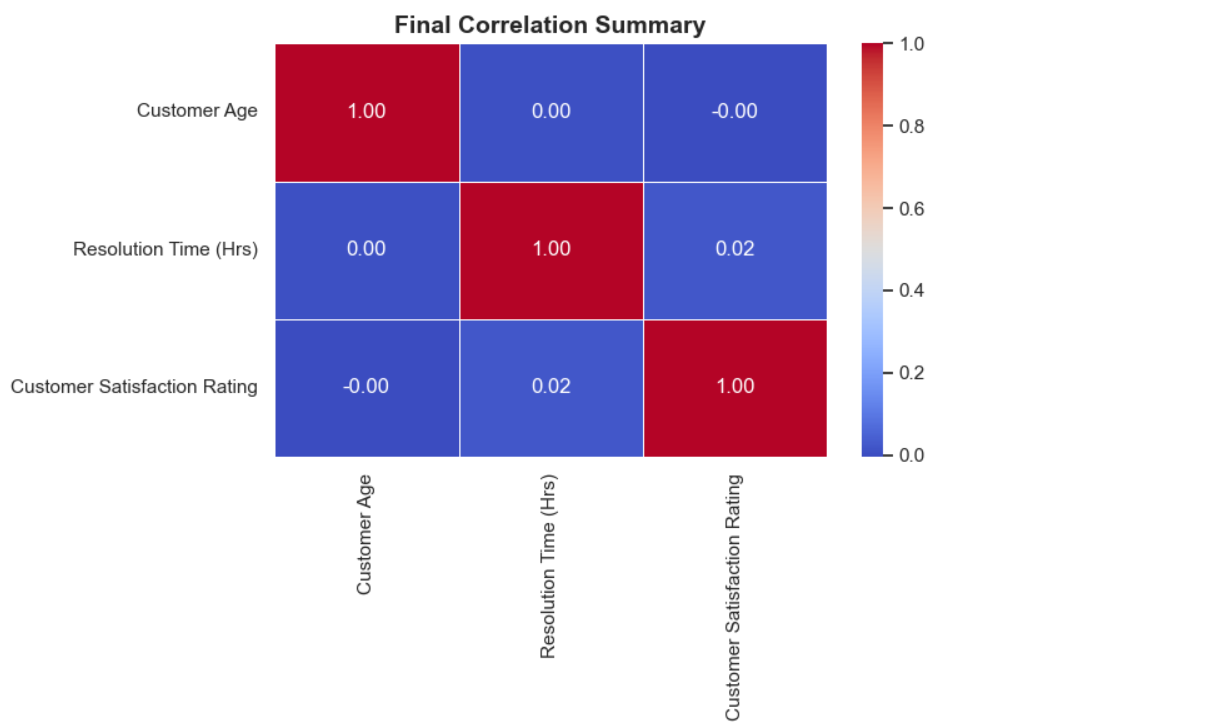 Final Correlation Summary
Customer Age
1.00
0.00
-0.00
Resolution Time (Hrs)
0.00
1.00
0.02
Customer Satisfaction Rating
-0.00
0.02
1.00
Customer Age
Resolution Time (Hrs)
Customer Satisfaction Rating
1.0
0.8
0.6
0.4
0.2
0.0